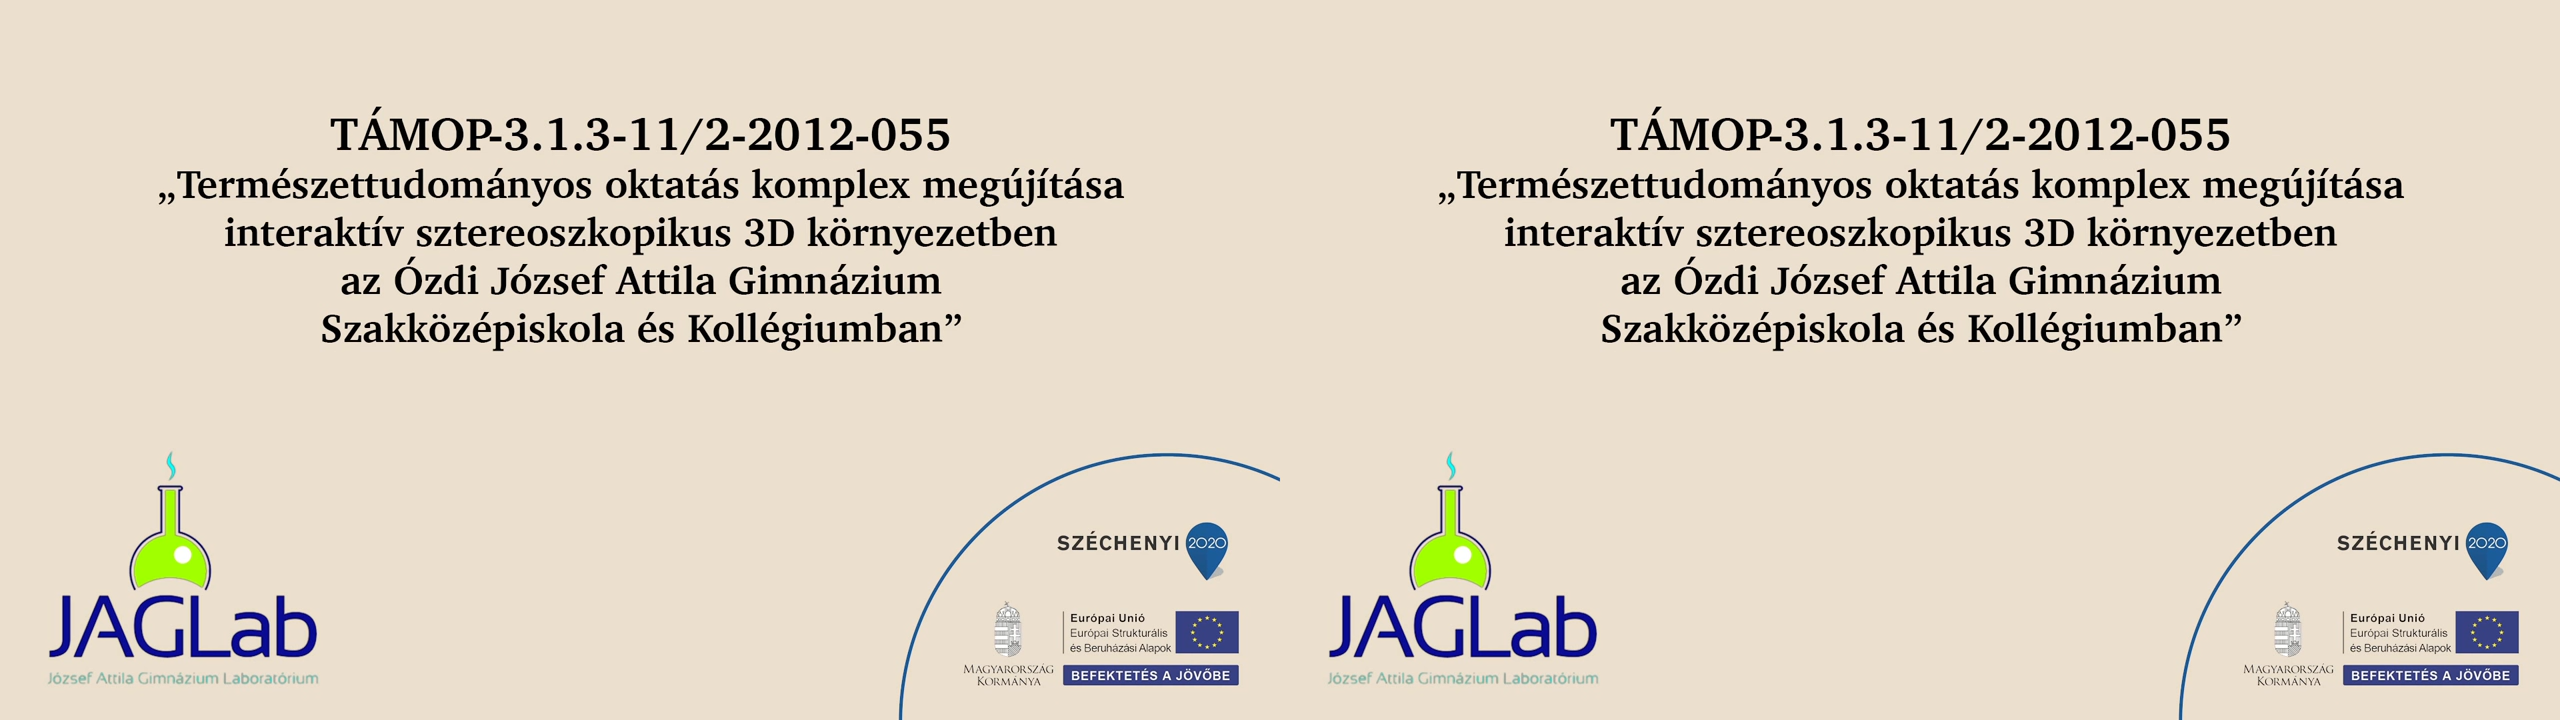 TÁMOP-3.1.3-11/2-2012-055
„Természettudományos oktatás komplex megújítása
interaktív sztereoszkopikus 3D környezetben
az Ózdi József Attila Gimnázium
Szakközépiskola és Kollégiumban”
JAGLab
József Attila Gimnázium Laboratórium
SZÉCHENYI 2020
MAGYARORSZÁG
KORMÁNYA
Európai Unió
Európai Strukturális
és Beruházási Alapok
BEFEKTETÉS A JÖVŐBE
TÁMOP-3.1.3-11/2-2012-055
„Természettudományos oktatás komplex megújítása
interaktív sztereoszkopikus 3D környezetben
az Ózdi József Attila Gimnázium
Szakközépiskola és Kollégiumban”
JAGLab
József Attila Gimnázium Laboratórium
SZÉCHENYI 2020
MAGYARORSZÁG
KORMÁNYA
Európai Unió
Európai Strukturális
és Beruházási Alapok
BEFEKTETÉS A JÖVŐBE